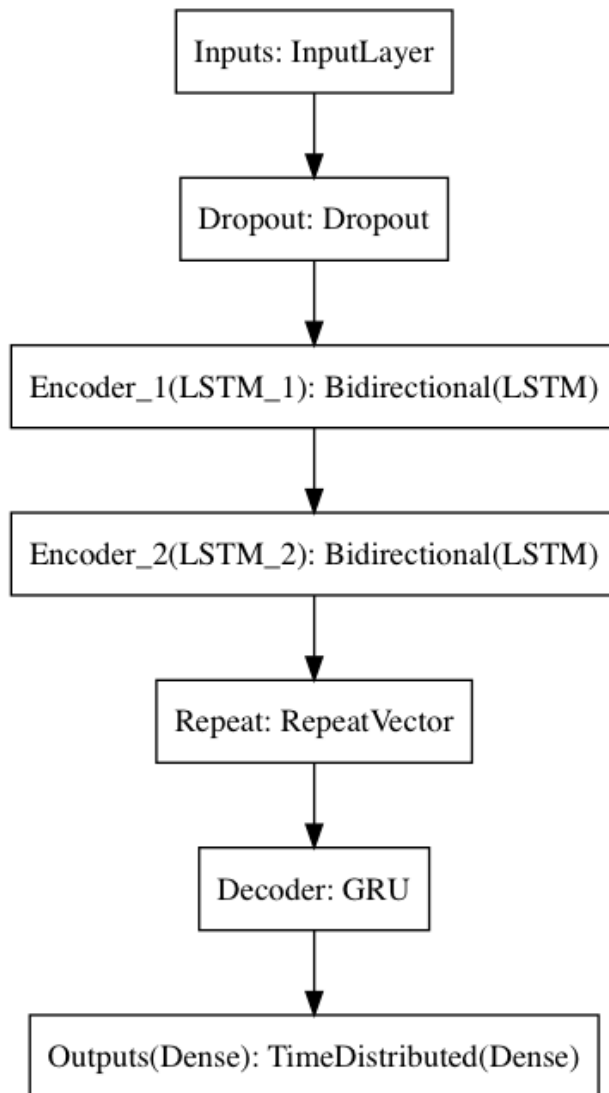 Inputs: InputLayer
Dropout: Dropout
Encoder_1(LSTM_1): Bidirectional(LSTM)
Encoder_2(LSTM_2): Bidirectional(LSTM)
Repeat: RepeatVector
Decoder: GRU
Outputs(Dense): TimeDistributed(Dense)